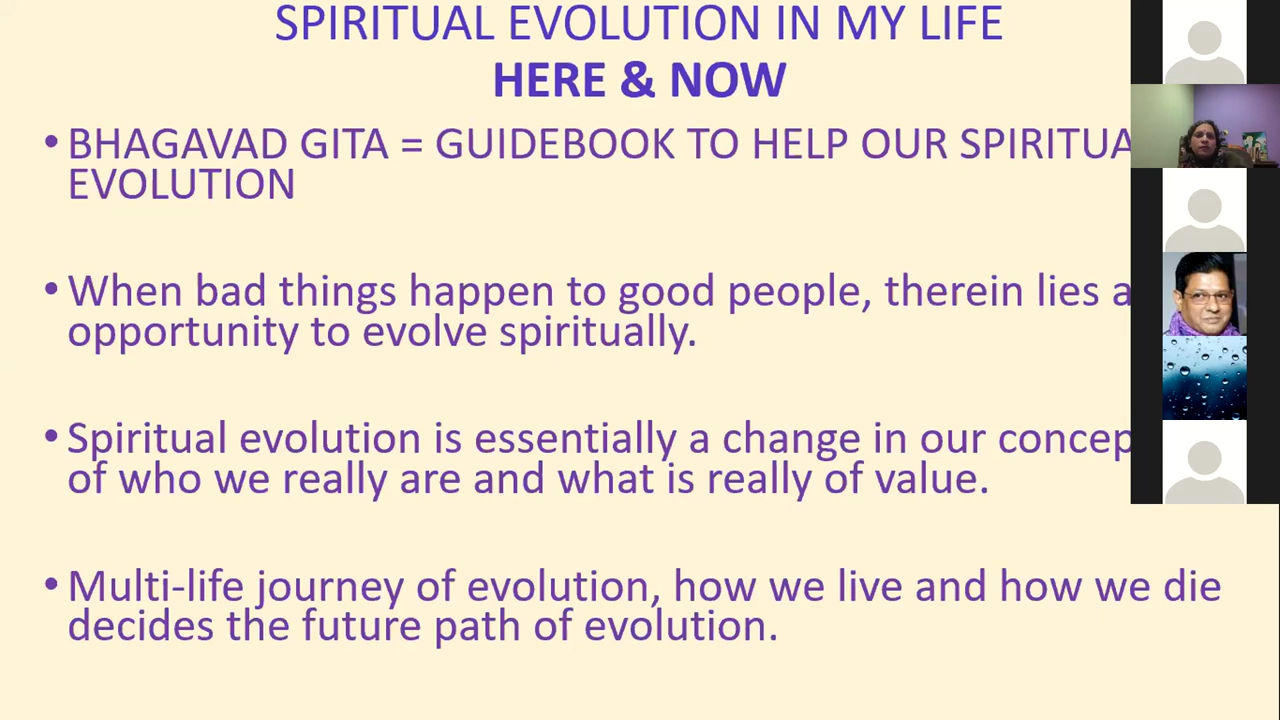 SPIRITUAL EVOLUTION IN MY LIFE
HERE & NOW
• BHAGAVAD GITA = GUIDEBOOK TO HELP OUR SPIRITUA
EVOLUTION
• When bad things happen to good people, therein lies a
opportunity to evolve spiritually.
• Spiritual evolution is essentially a change in our concep
of who we really are and what is really of value.
• Multi-life journey of evolution, how we live and how we die
decides the future path of evolution.